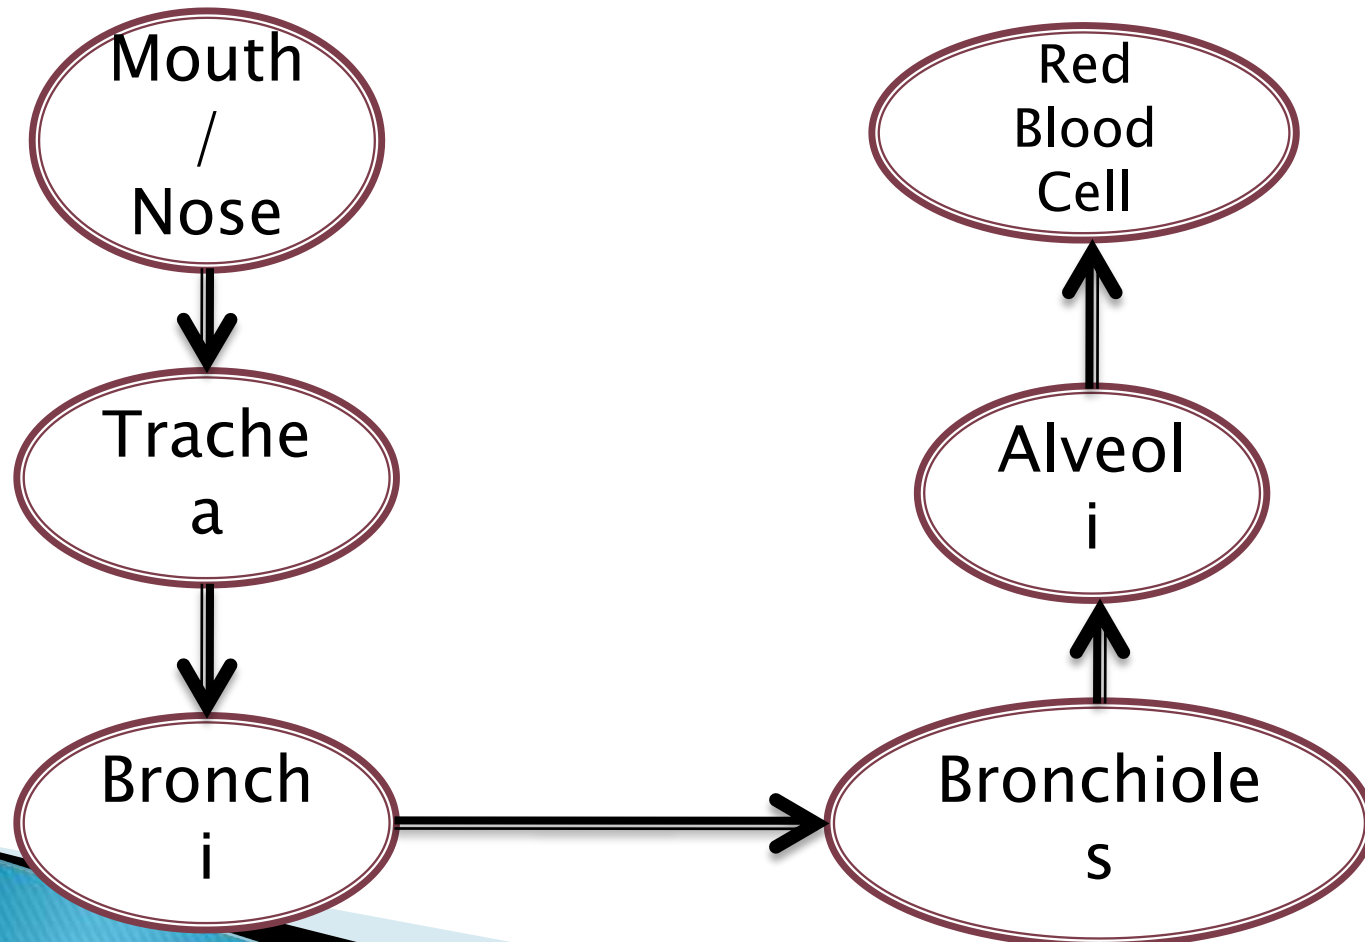 Mouth
/
Nose
Trache
a
Bronch
i
Bronchiole
s
Alveol
i
Red
Blood
Cell